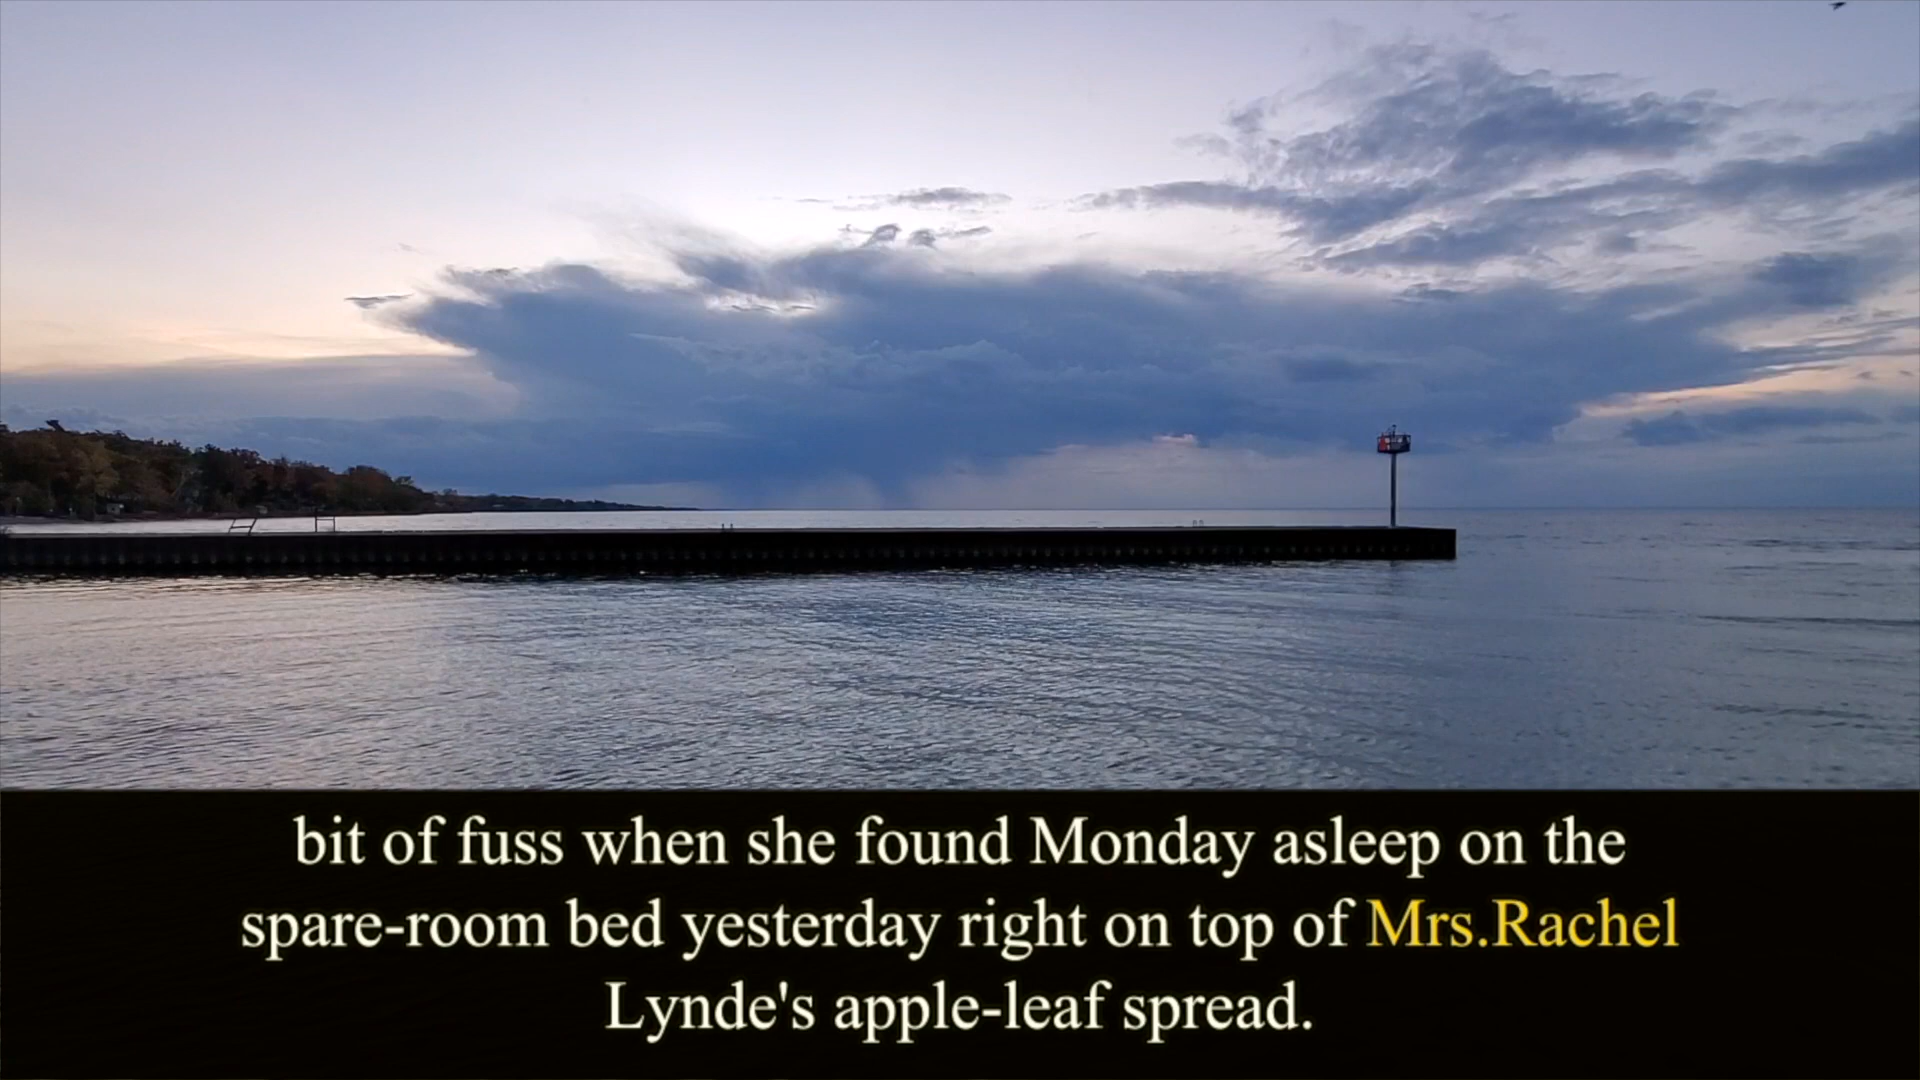 bit of fuss when she found Monday asleep on the
spare-room bed yesterday right on top of Mrs.Rachel
Lynde's apple-leaf spread.